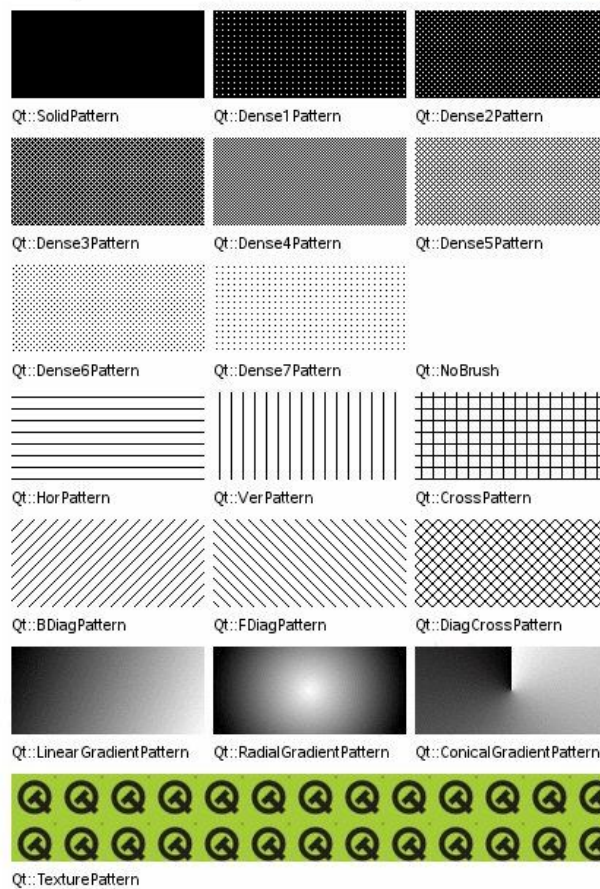 Qt::SolidPattern Qt::Dense1Pattern Qt::Dense2Pattern
Qt::Dense3Pattern Qt::Dense4Pattern Qt::Dense5Pattern
Qt::Dense6Pattern Qt::Dense7Pattern Qt::NoBrush
Qt::HorPattern Qt::VerPattern Qt::CrossPattern
Qt::BDiagPattern Qt::FDiagPattern Qt::DiagCrossPattern
Qt::LinearGradientPattern Qt::RadialGradientPattern Qt::ConicalGradientPattern
Qt::TexturePattern